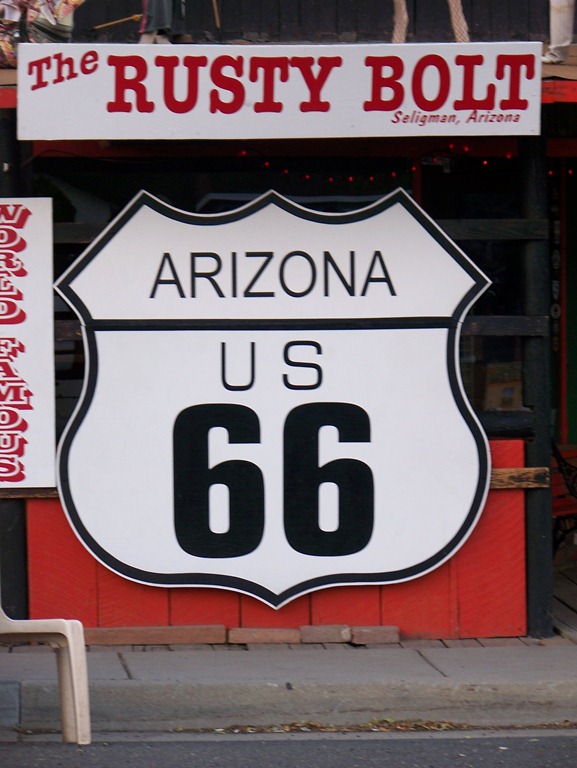 The RUSTY BOLT
Seligman, Arizona
WORLD FAMOUS
ARIZONA
US
66